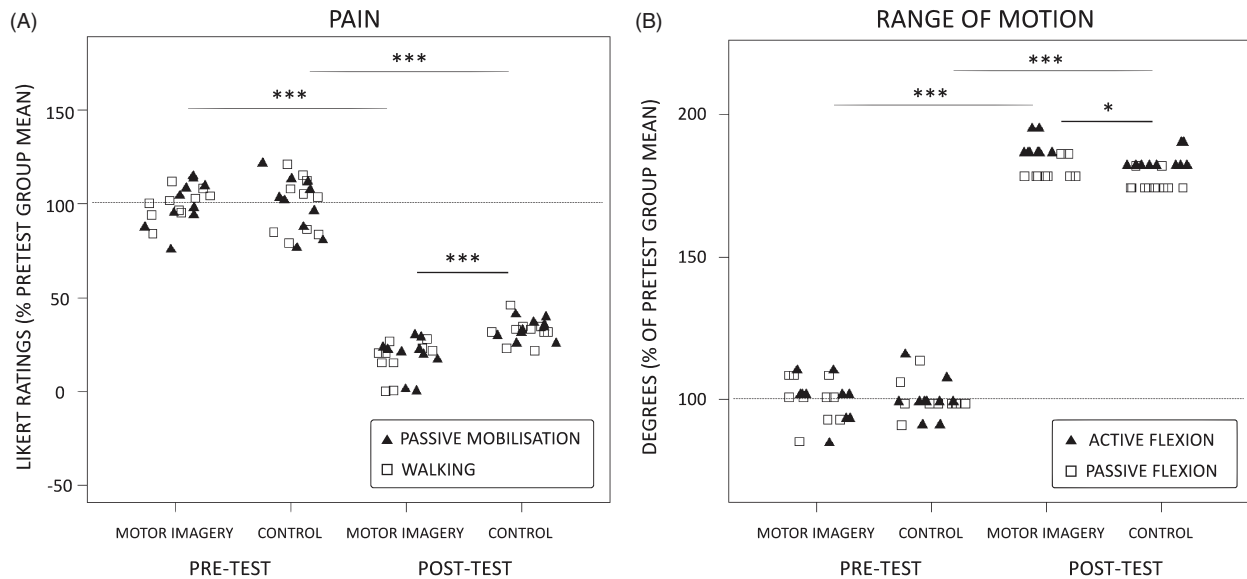 (A)
PAIN
LIKERT RATINGS (% PRETEST GROUP MEAN)
150
100
50
0
-50
***
***
***
PASSIVE MOBILISATION
WALKING
MOTOR IMAGERY
CONTROL
MOTOR IMAGERY
CONTROL
PRE-TEST
POST-TEST
(B)
RANGE OF MOTION
DEGREES (% OF PRETEST GROUP MEAN)
200
150
100
***
***
*
ACTIVE FLEXION
PASSIVE FLEXION
MOTOR IMAGERY
CONTROL
MOTOR IMAGERY
CONTROL
PRE-TEST
POST-TEST